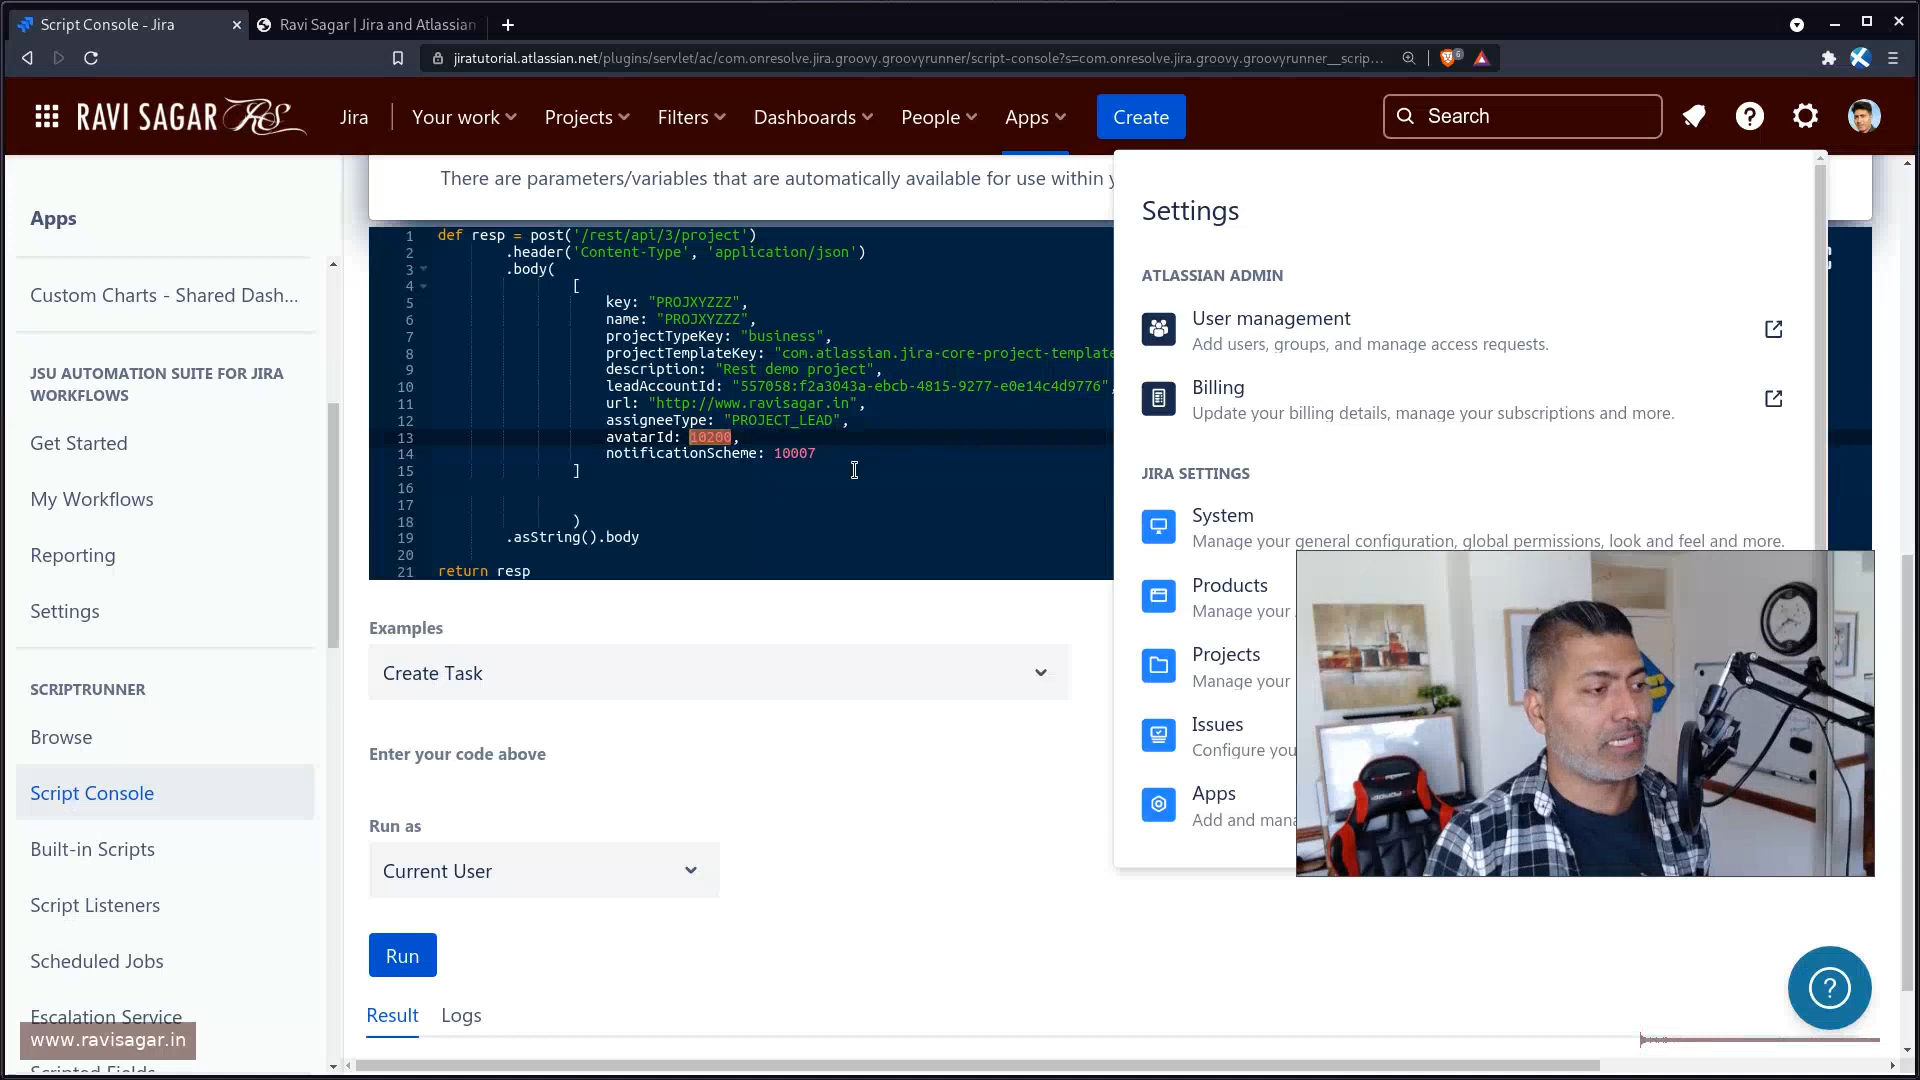 Script Console - Jira
Ravi Sagar | Jira and Atlassian
jiratutorial.atlassian.net/plugins/servlet/ac/com.onresolve.jira.groovy.groovyrunner/script-console?s=com.onresolve.jira.groovy.groovyrunner__scrip...
6
RAVI SAGAR RS
Jira
Your work
Projects
Filters
Dashboards
People
Apps
Create
Search
Apps
Custom Charts - Shared Dash...
JSU AUTOMATION SUITE FOR JIRA
WORKFLOWS
Get Started
My Workflows
Reporting
Settings
SCRIPTRUNNER
Browse
Script Console
Built-in Scripts
Script Listeners
Scheduled Jobs
Escalation Service
www.ravisagar.in
Scripted Fields
There are parameters/variables that are automatically available for use within y
1 def resp = post('/rest/api/3/project')
2 .header('Content-Type', 'application/json')
3 .body(
4 [
5 key: "PROJXYZZZ",
6 name: "PROJXYZZZ",
7 projectTypeKey: "business",
8 projectTemplateKey: "com.atlassian.jira-core-project-template
9 description: "Rest demo project",
10 leadAccountId: "557058:f2a3043a-ebcb-4815-9277-e0e14c4d9776",
11 url: "http://www.ravisagar.in",
12 assigneeType: "PROJECT_LEAD",
13 avatarId: 10200,
14 notificationScheme: 10007
15 ]
16
17
18 )
19 .asString().body
20
21 return resp
Examples
Create Task
Enter your code above
Run as
Current User
Run
Result
Logs
Settings
ATLASSIAN ADMIN
User management
Add users, groups, and manage access requests.
Billing
Update your billing details, manage your subscriptions and more.
JIRA SETTINGS
System
Manage your general configuration, global permissions, look and feel and more.
Products
Manage your
Projects
Manage your
Issues
Configure you
Apps
Add and mana